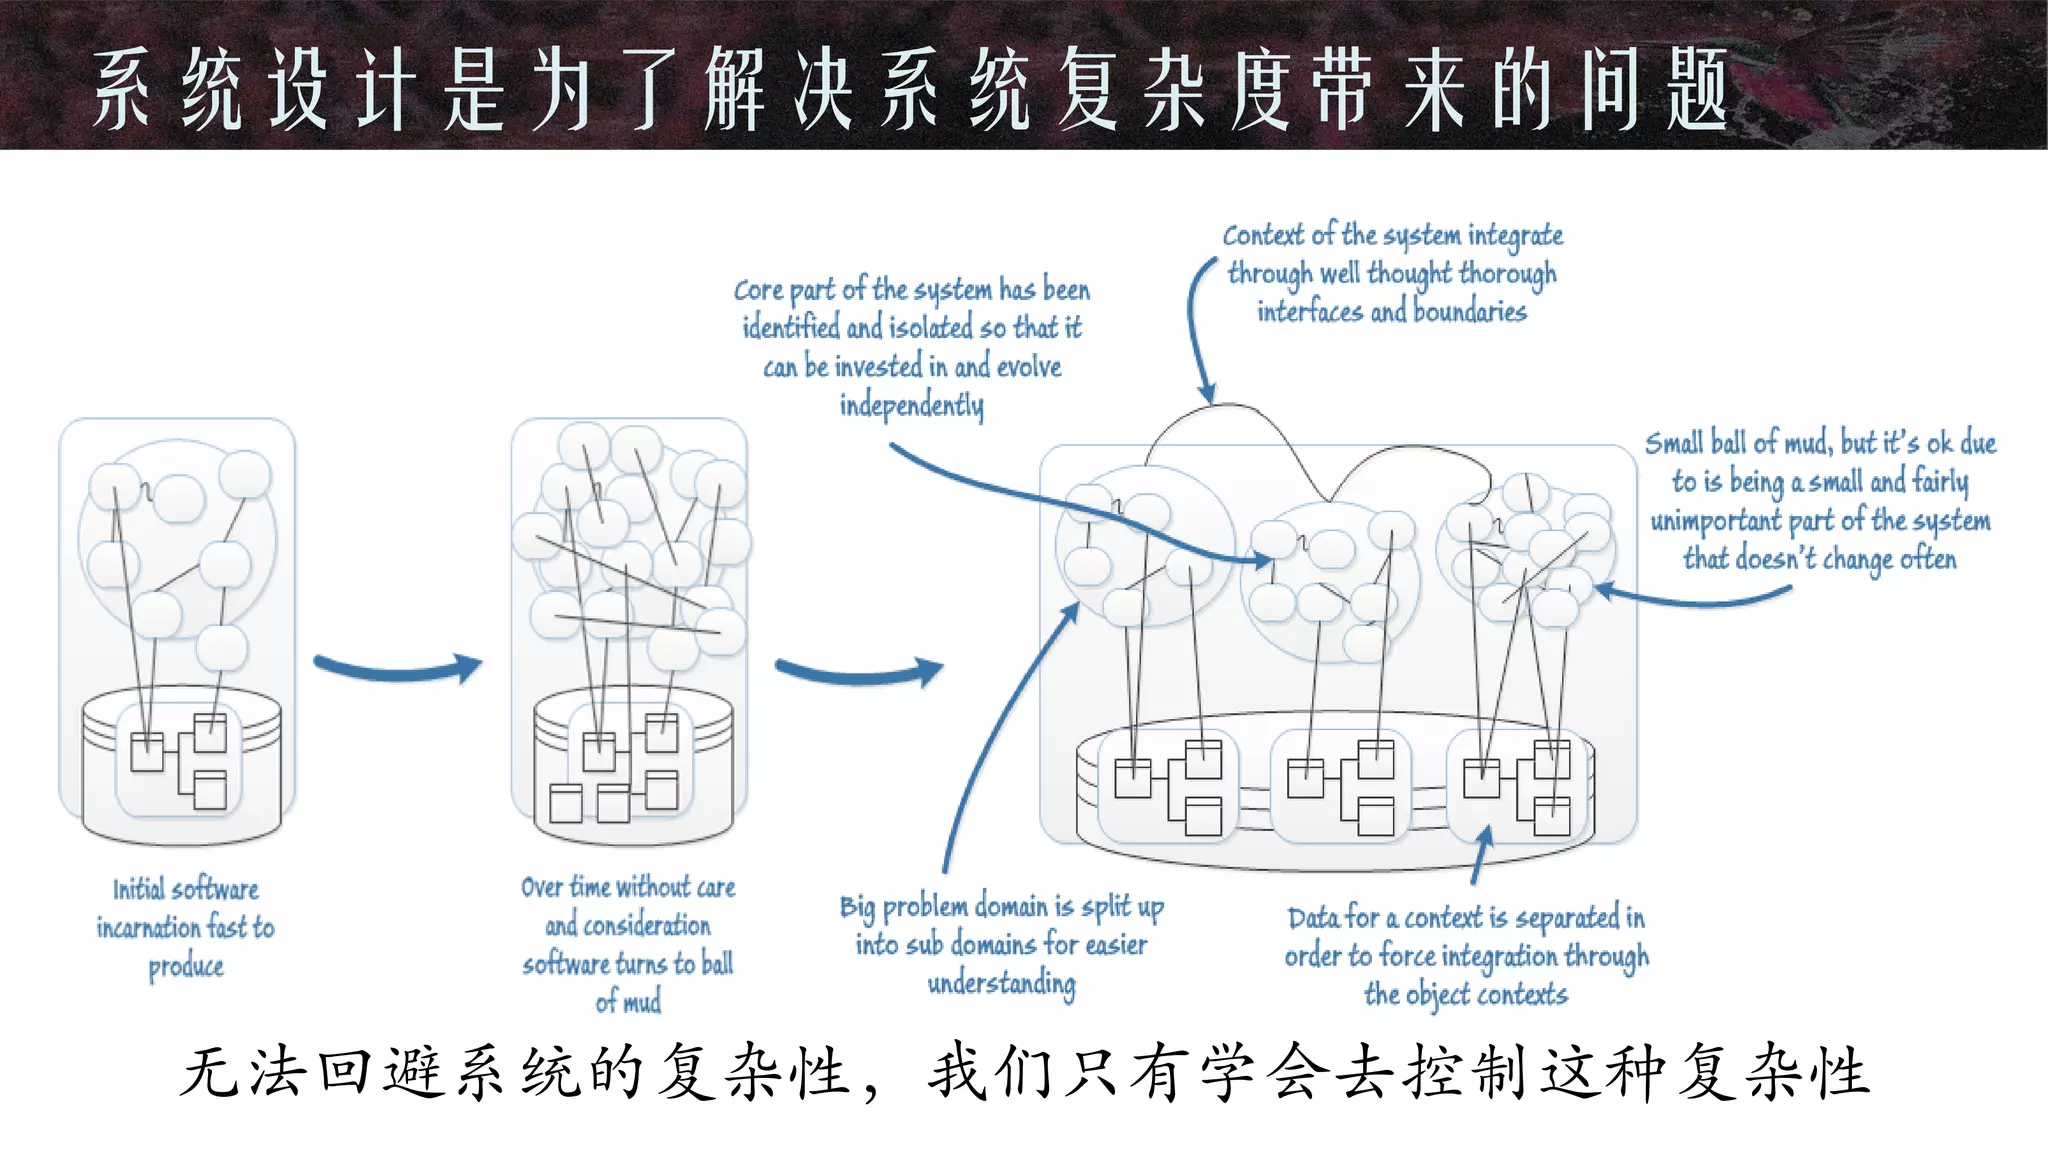 系统设计是为了解决系统复杂度带来的问题
Context of the system integrate
through well thought thorough
interfaces and boundaries
Core part of the system has been
identified and isolated so that it
can be invested in and evolve
independently
Small ball of mud, but it's ok due
to is being a small and fairly
unimportant part of the system
that doesn't change often
Initial software
incarnation fast to
produce
Over time without care
and consideration
software turns to ball
of mud
Big problem domain is split up
into sub domains for easier
understanding
Data for a context is separated in
order to force integration through
the object contexts
无法回避系统的复杂性，我们只有学会去控制这种复杂性